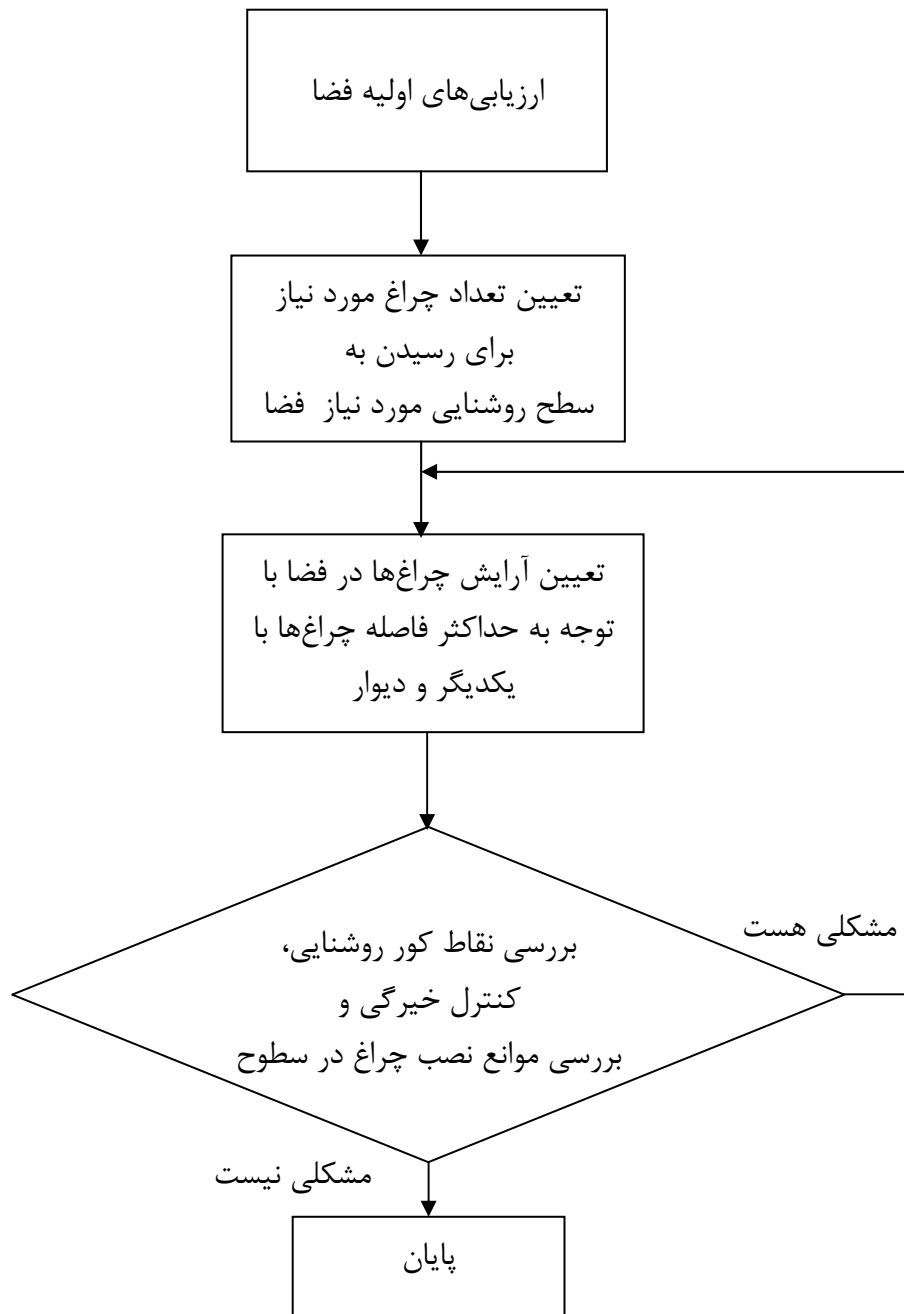 ارزیابی‌های اولیه فضا
تعیین تعداد چراغ مورد نیاز
برای رسیدن به
سطح روشنایی مورد نیاز فضا
تعیین آرایش چراغ‌ها در فضا با
توجه به حداکثر فاصله چراغ‌ها با
یکدیگر و دیوار
مشکلی هست
بررسی نقاط کور روشنایی،
کنترل خیرگی و
بررسی موانع نصب چراغ در سطوح
مشکلی نیست
پایان